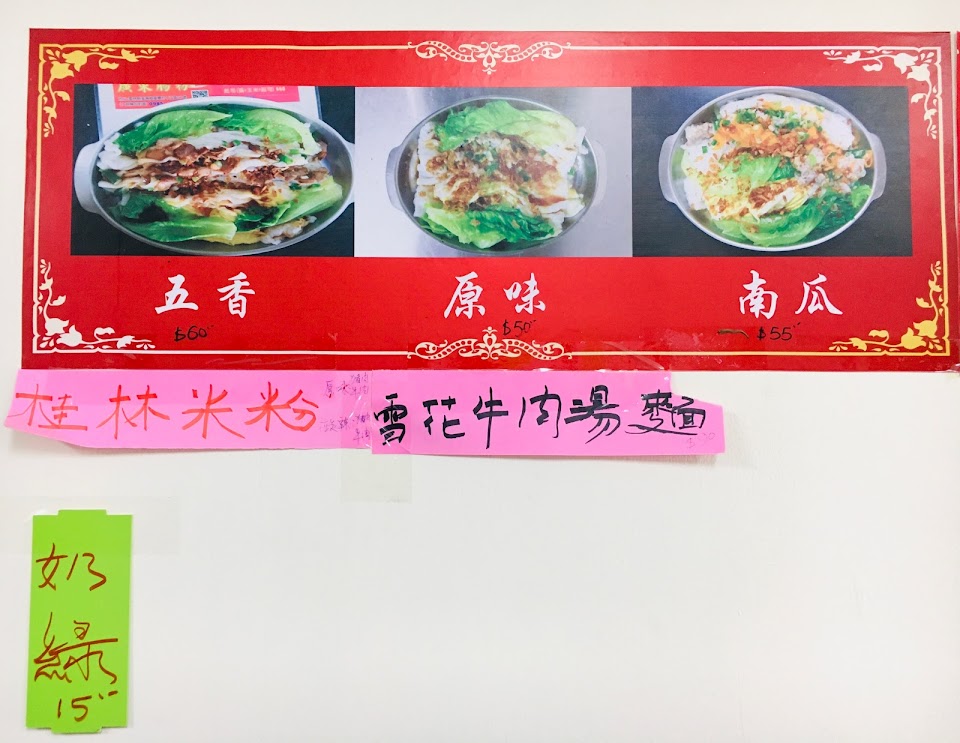 五香 原味 南瓜
$60 $50 $55
桂林米粉
雪花牛肉湯麵
奶
綠
15